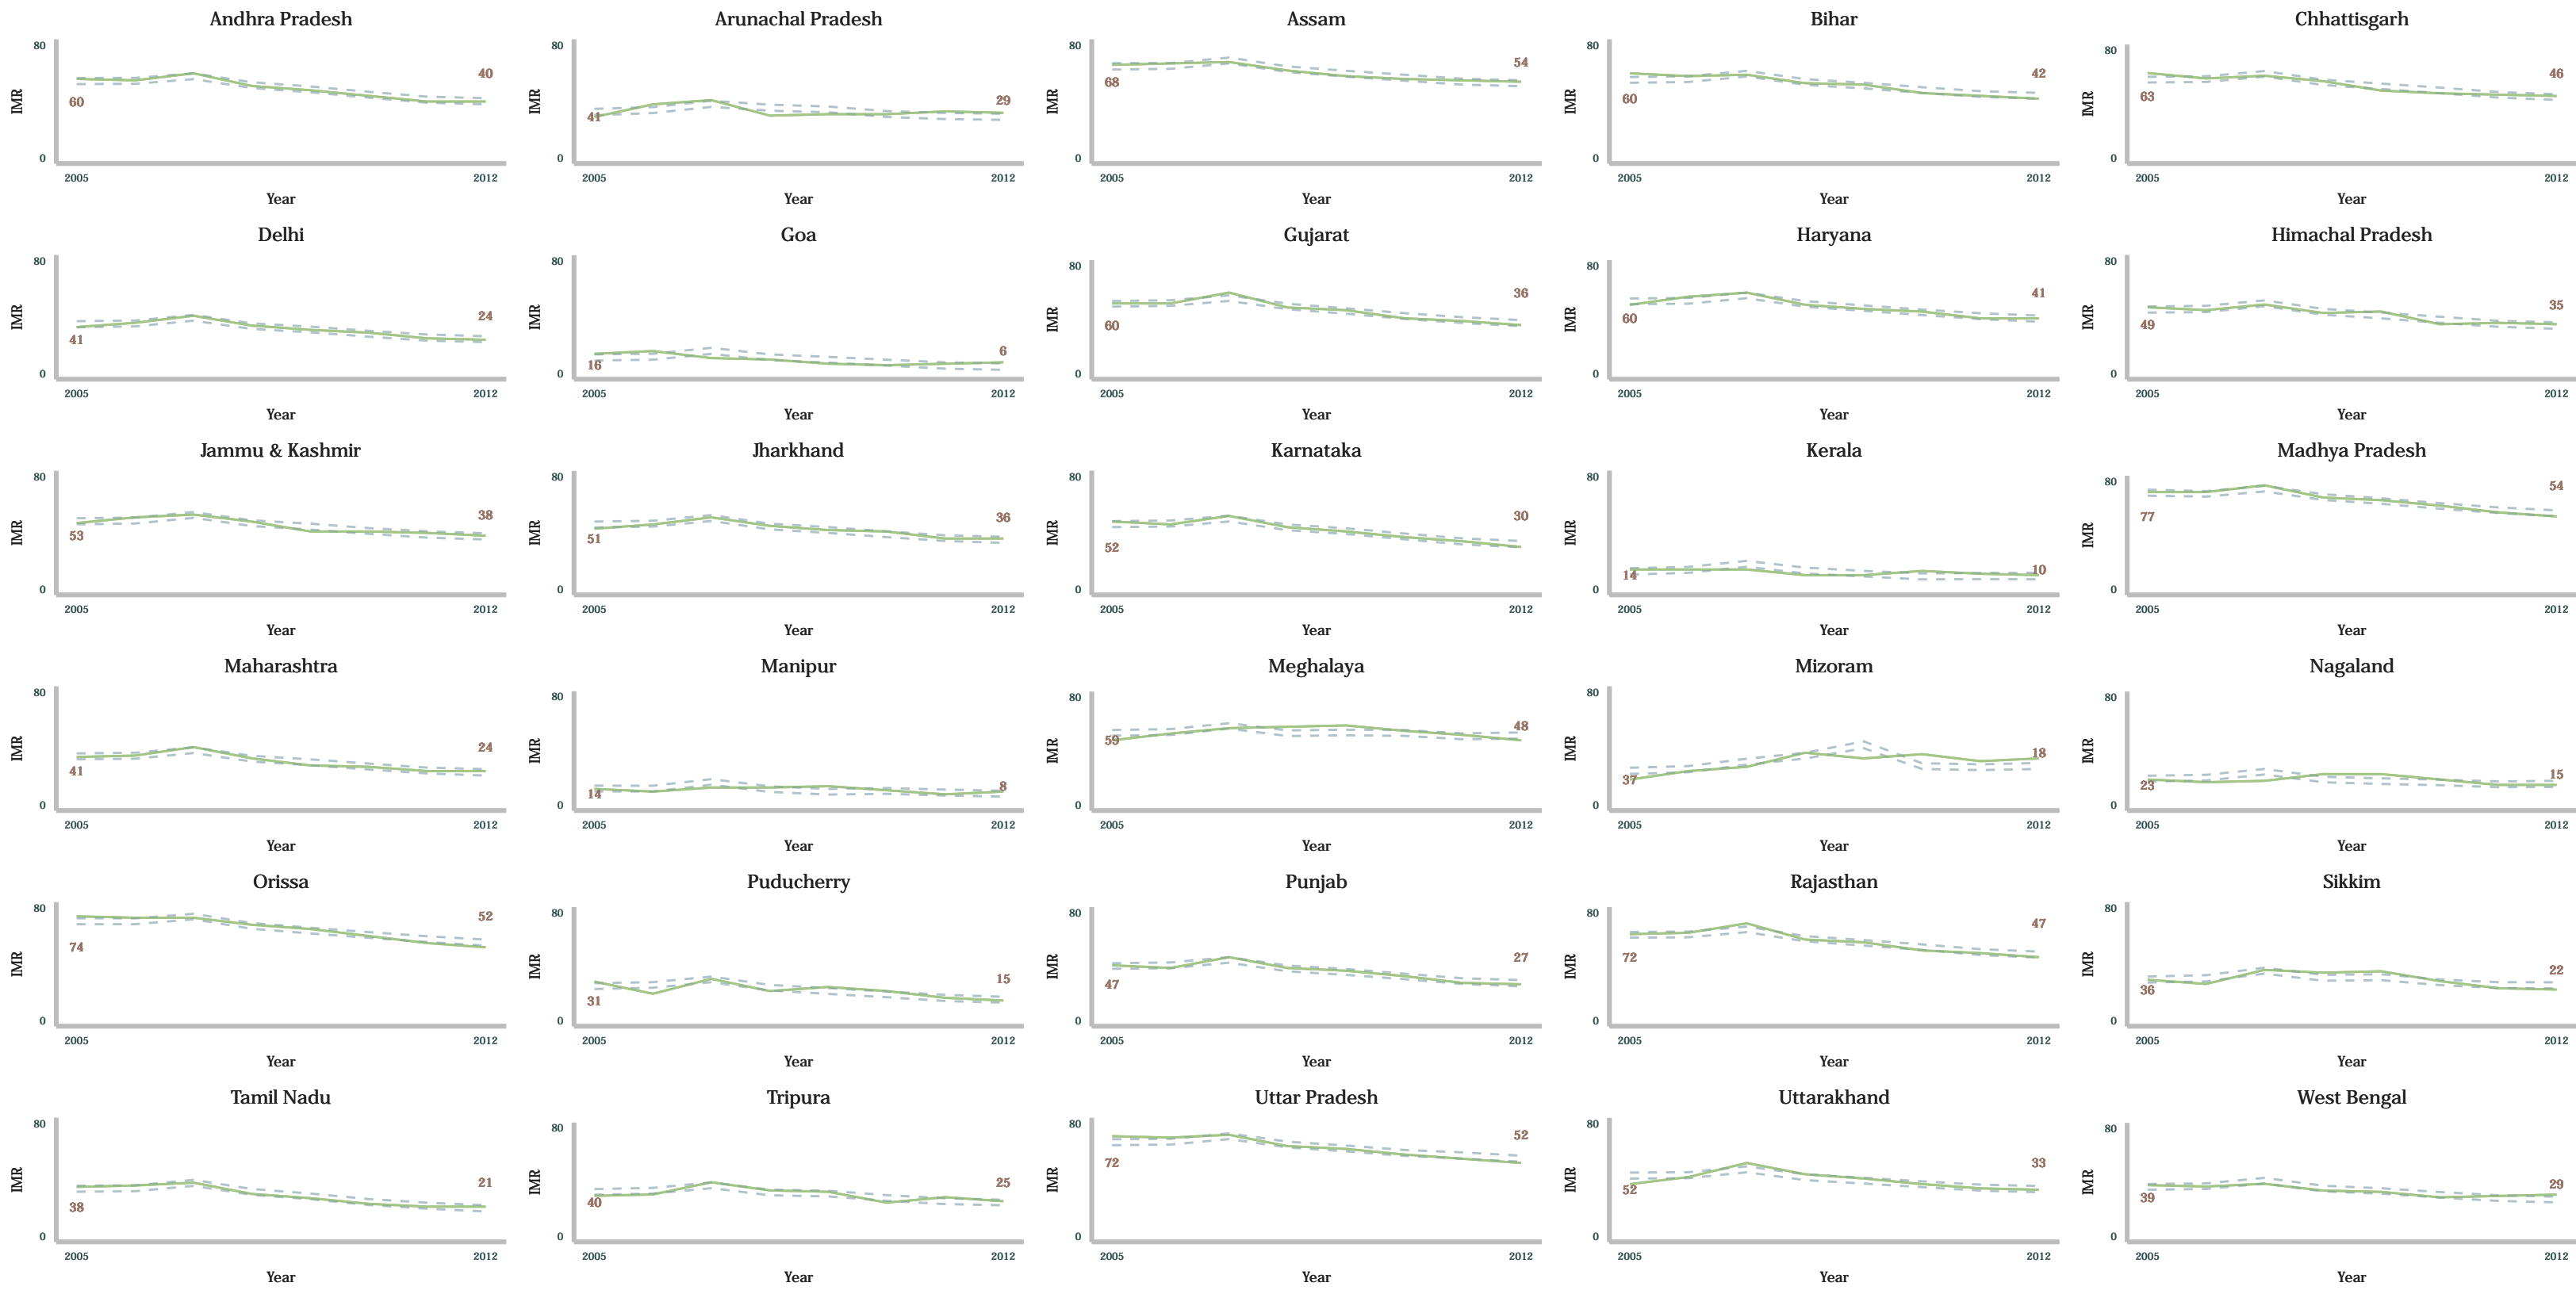 Andhra Pradesh
80
40
IMR
60
0
2005
2012
Year
Arunachal Pradesh
80
29
IMR
41
0
2005
2012
Year
Assam
80
54
IMR
68
0
2005
2012
Year
Bihar
80
42
IMR
60
0
2005
2012
Year
Chhattisgarh
80
46
IMR
63
0
2005
2012
Year
Delhi
80
24
IMR
41
0
2005
2012
Year
Goa
80
6
IMR
16
0
2005
2012
Year
Gujarat
80
36
IMR
60
0
2005
2012
Year
Haryana
80
41
IMR
60
0
2005
2012
Year
Himachal Pradesh
80
35
IMR
49
0
2005
2012
Year
Jammu & Kashmir
80
38
IMR
53
0
2005
2012
Year
Jharkhand
80
36
IMR
51
0
2005
2012
Year
Karnataka
80
30
IMR
52
0
2005
2012
Year
Kerala
80
10
IMR
14
0
2005
2012
Year
Madhya Pradesh
80
54
IMR
77
0
2005
2012
Year
Maharashtra
80
24
IMR
41
0
2005
2012
Year
Manipur
80
8
IMR
14
0
2005
2012
Year
Meghalaya
80
48
IMR
59
0
2005
2012
Year
Mizoram
80
18
IMR
37
0
2005
2012
Year
Nagaland
80
15
IMR
23
0
2005
2012
Year
Orissa
80
52
IMR
74
0
2005
2012
Year
Puducherry
80
15
IMR
31
0
2005
2012
Year
Punjab
80
27
IMR
47
0
2005
2012
Year
Rajasthan
80
47
IMR
72
0
2005
2012
Year
Sikkim
80
22
IMR
36
0
2005
2012
Year
Tamil Nadu
80
21
IMR
38
0
2005
2012
Year
Tripura
80
25
IMR
40
0
2005
2012
Year
Uttar Pradesh
80
52
IMR
72
0
2005
2012
Year
Uttarakhand
80
33
IMR
52
0
2005
2012
Year
West Bengal
80
29
IMR
39
0
2005
2012
Year